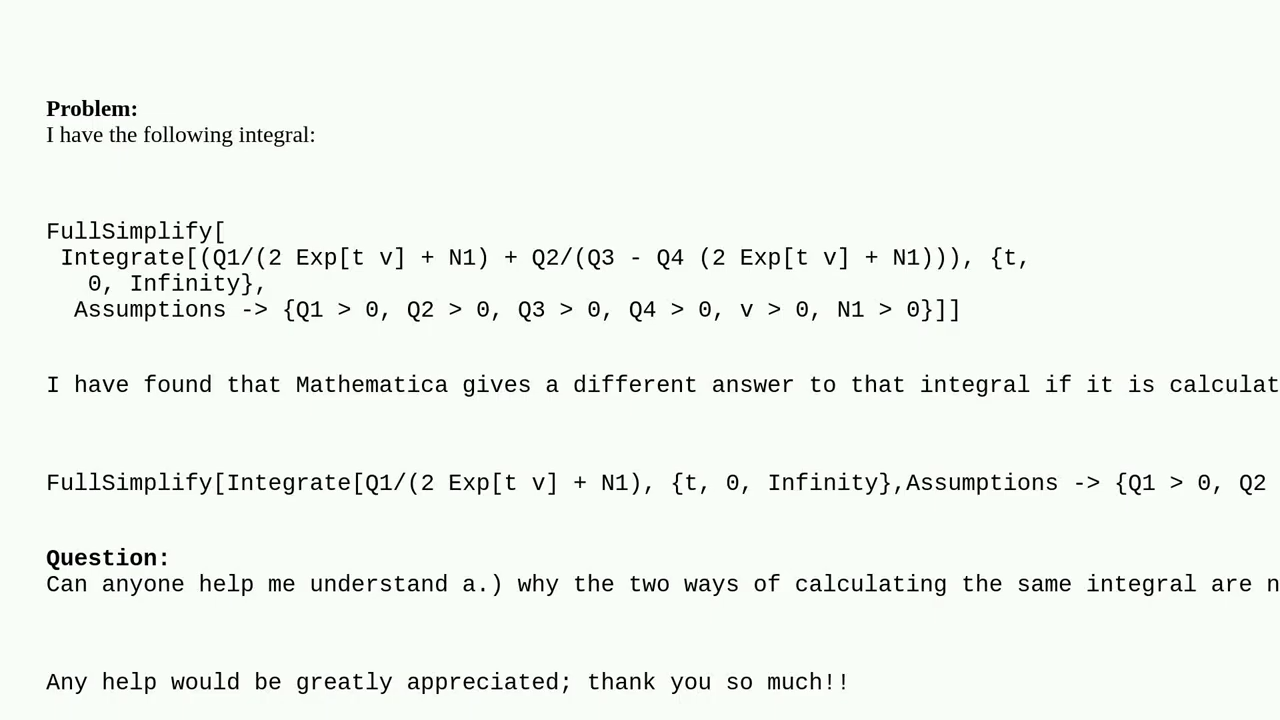 Problem:
I have the following integral:
FullSimplify[
Integrate[(Q1/(2 Exp[t v] + N1) + Q2/(Q3 - Q4 (2 Exp[t v] + N1))), {t,
0, Infinity},
Assumptions -> {Q1 > 0, Q2 > 0, Q3 > 0, Q4 > 0, v > 0, N1 > 0}]]
I have found that Mathematica gives a different answer to that integral if it is calculat
FullSimplify[Integrate[Q1/(2 Exp[t v] + N1), {t, 0, Infinity},Assumptions -> {Q1 > 0, Q2
Question:
Can anyone help me understand a.) why the two ways of calculating the same integral are n
Any help would be greatly appreciated; thank you so much!!